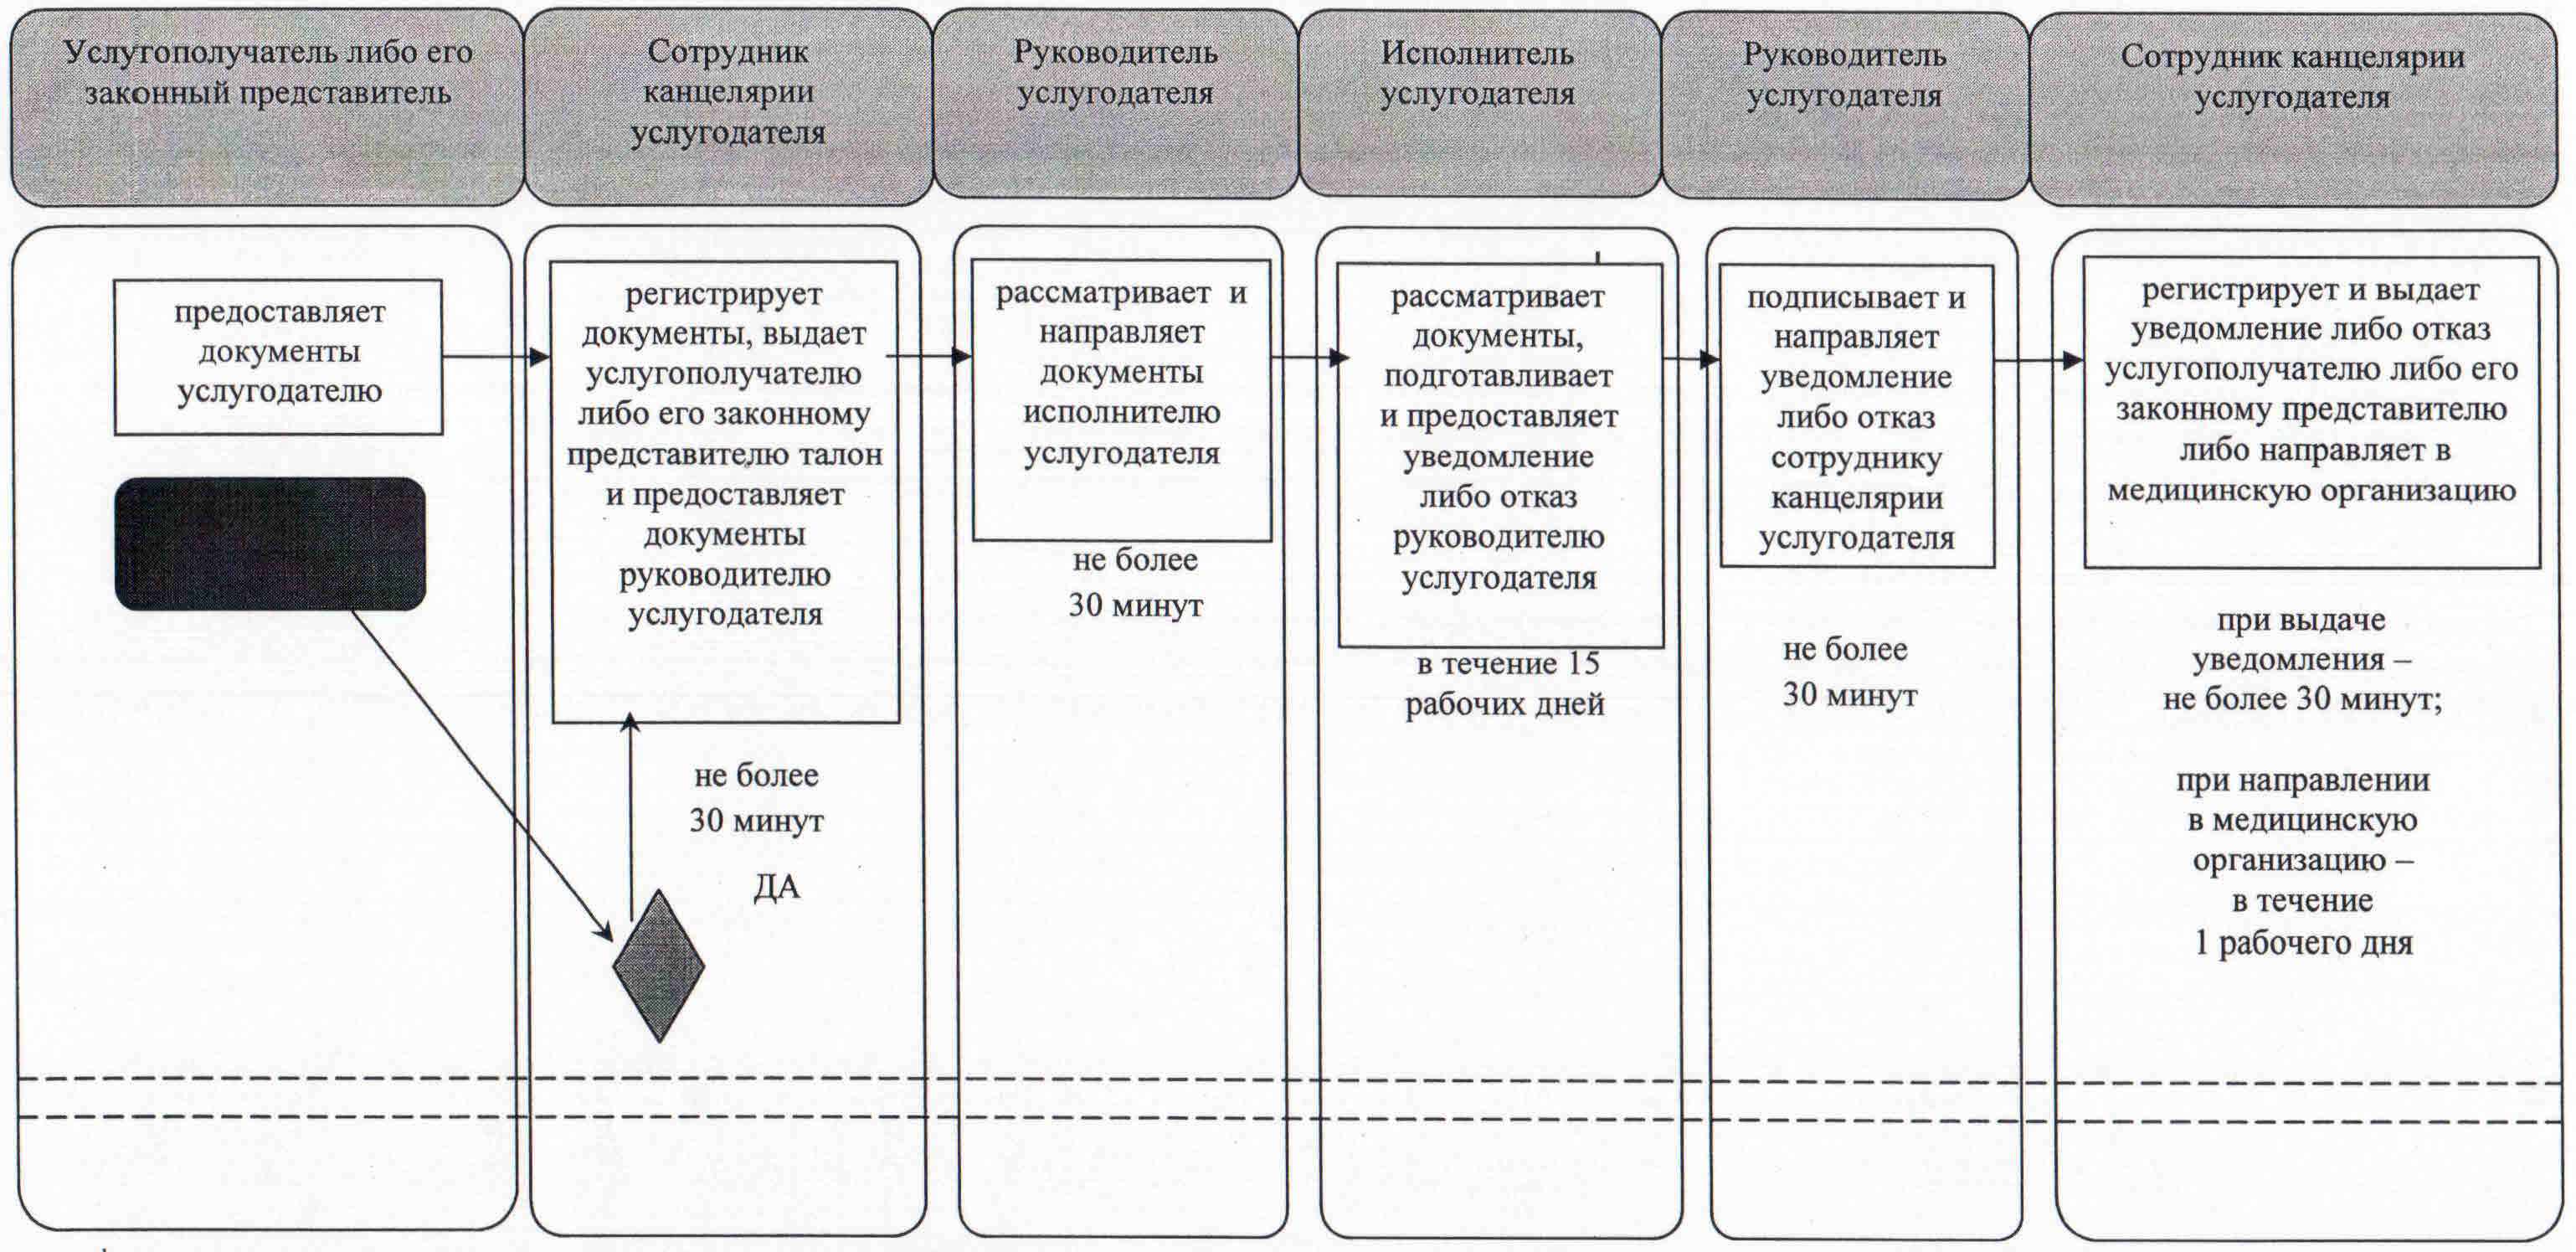 Услугополучатель либо его
законный представитель
Сотрудник
канцелярии
услугодателя
Руководитель
услугодателя
Исполнитель
услугодателя
Руководитель
услугодателя
Сотрудник канцелярии
услугодателя
предоставляет
документы
услугодателю
регистрирует
документы, выдает
услугополучателю
либо его законному
представителю талон
и предоставляет
документы
руководителю
услугодателя
не более
30 минут
ДА
рассматривает и
направляет
документы
исполнителю
услугодателя
не более
30 минут
рассматривает
документы,
подготавливает
и предоставляет
уведомление
либо отказ
руководителю
услугодателя
в течение 15
рабочих дней
подписывает и
направляет
уведомление
либо отказ
сотруднику
канцелярии
услугодателя
не более
30 минут
регистрирует и выдает
уведомление либо отказ
услугополучателю либо его
законному представителю
либо направляет в
медицинскую организацию
при выдаче
уведомления –
не более 30 минут;
при направлении
в медицинскую
организацию –
в течение
1 рабочего дня